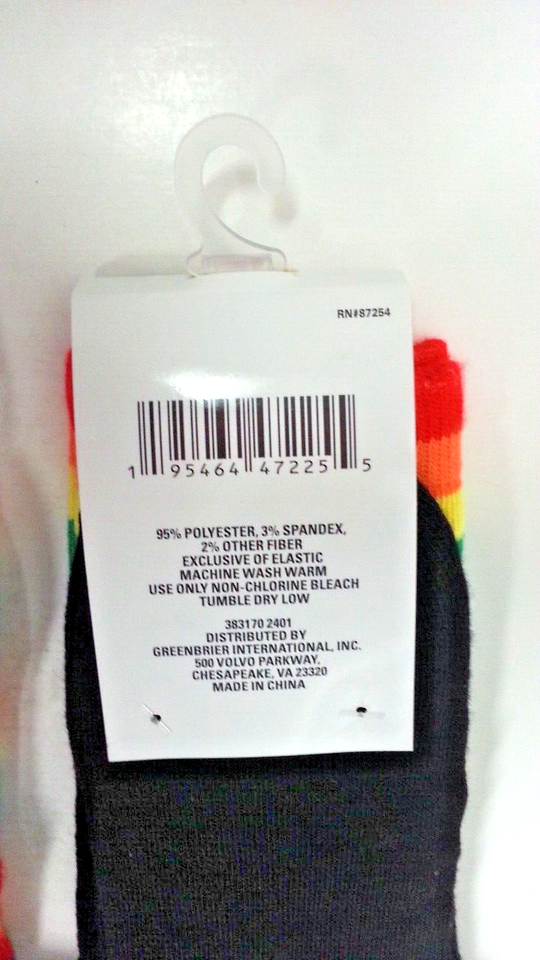 RN#87254
1 95464 47225 5
95% POLYESTER, 3% SPANDEX,
2% OTHER FIBER
EXCLUSIVE OF ELASTIC
MACHINE WASH WARM
USE ONLY NON-CHLORINE BLEACH
TUMBLE DRY LOW
383170 2401
DISTRIBUTED BY
GREENBRIER INTERNATIONAL, INC.
500 VOLVO PARKWAY,
CHESAPEAKE, VA 23320
MADE IN CHINA